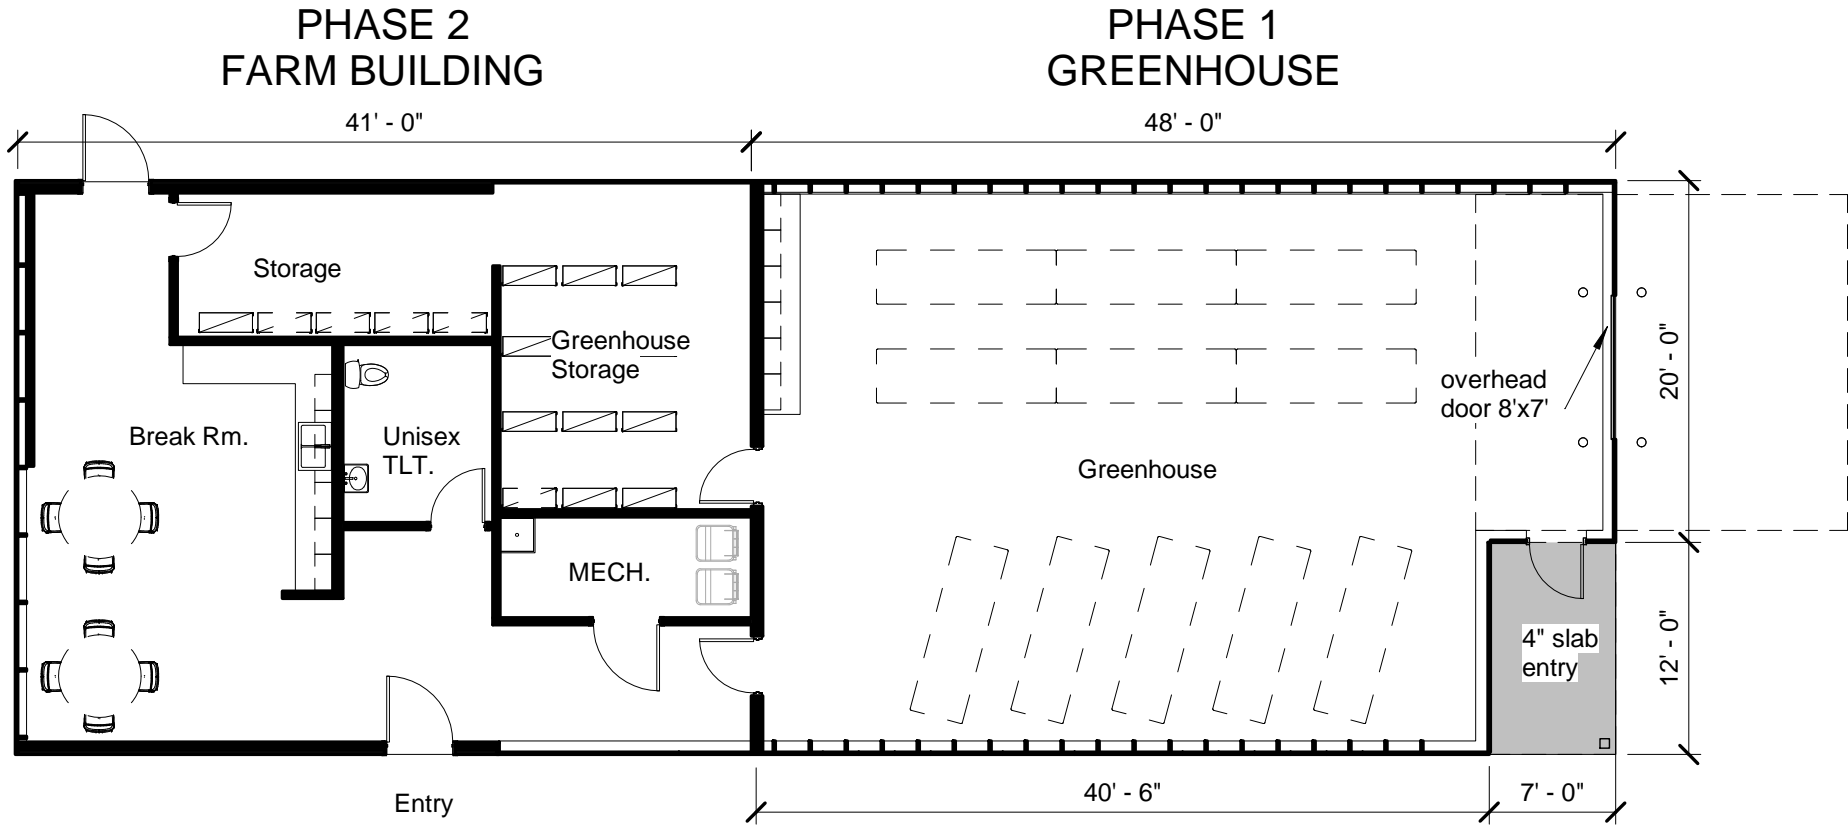 PHASE 2
FARM BUILDING
PHASE 1
GREENHOUSE
41' - 0"
48' - 0"
Storage
Greenhouse
Storage
Break Rm.
Unisex
TLT.
MECH.
Greenhouse
overhead
door 8'x7'
20' - 0"
4" slab
entry
12' - 0"
Entry
40' - 6"
7' - 0"